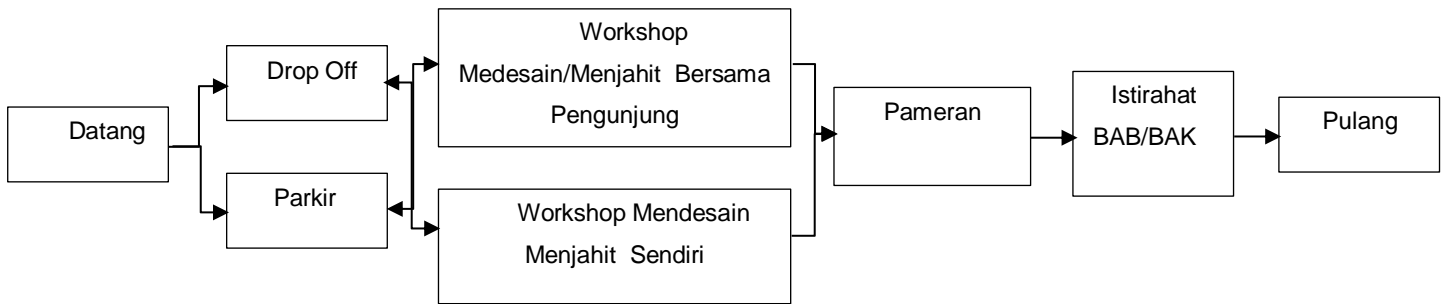 Datang
Drop Off
Parkir
Workshop
Medesain/Menjahit Bersama
Pengunjung
Workshop Mendesain
Menjahit Sendiri
Pameran
Istirahat
BAB/BAK
Pulang